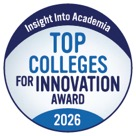 Insight Into Academia
TOP
COLLEGES
FOR INNOVATION
AWARD
2026